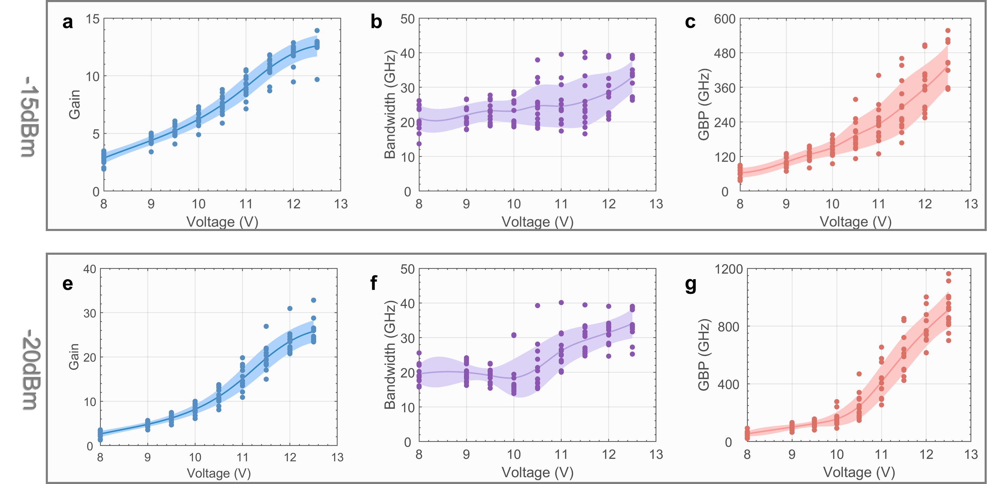 -15dBm
a
15
10
5
0
Gain
8 9 10 11 12 13
Voltage (V)
b
50
40
30
20
10
0
Bandwidth (GHz)
8 9 10 11 12 13
Voltage (V)
c
600
480
360
240
120
0
GBP (GHz)
8 9 10 11 12 13
Voltage (V)
-20dBm
e
40
30
20
10
0
Gain
8 9 10 11 12 13
Voltage (V)
f
50
40
30
20
10
0
Bandwidth (GHz)
8 9 10 11 12 13
Voltage (V)
g
1200
800
400
0
GBP (GHz)
8 9 10 11 12 13
Voltage (V)